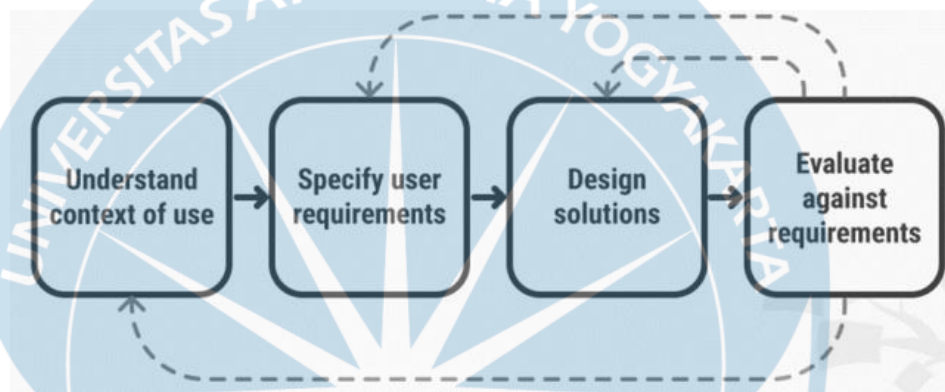 UNIVERSITAS
YOGYAKARTA
Understand
context of use
Specify user
requirements
Design
solutions
Evaluate
against
requirements